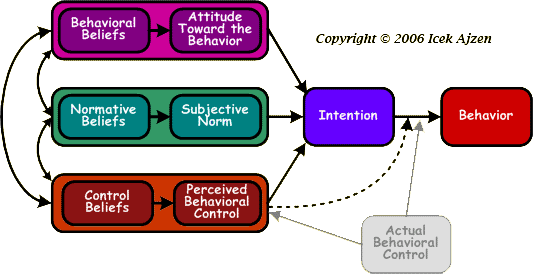 Behavioral
Beliefs
Attitude
Toward the
Behavior
Copyright © 2006 Icek Ajzen
Normative
Beliefs
Subjective
Norm
Intention
Behavior
Control
Beliefs
Perceived
Behavioral
Control
Actual
Behavioral
Control